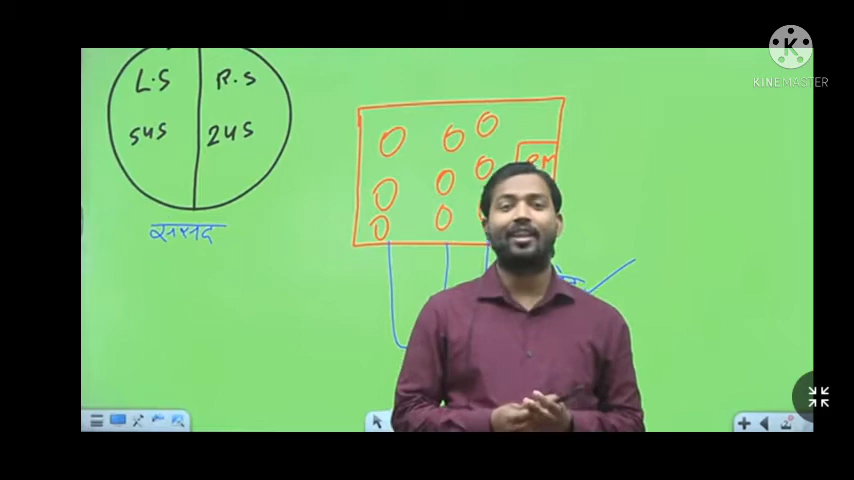 L.S R.S
545 245
संसद
PM
K
KINEMASTER